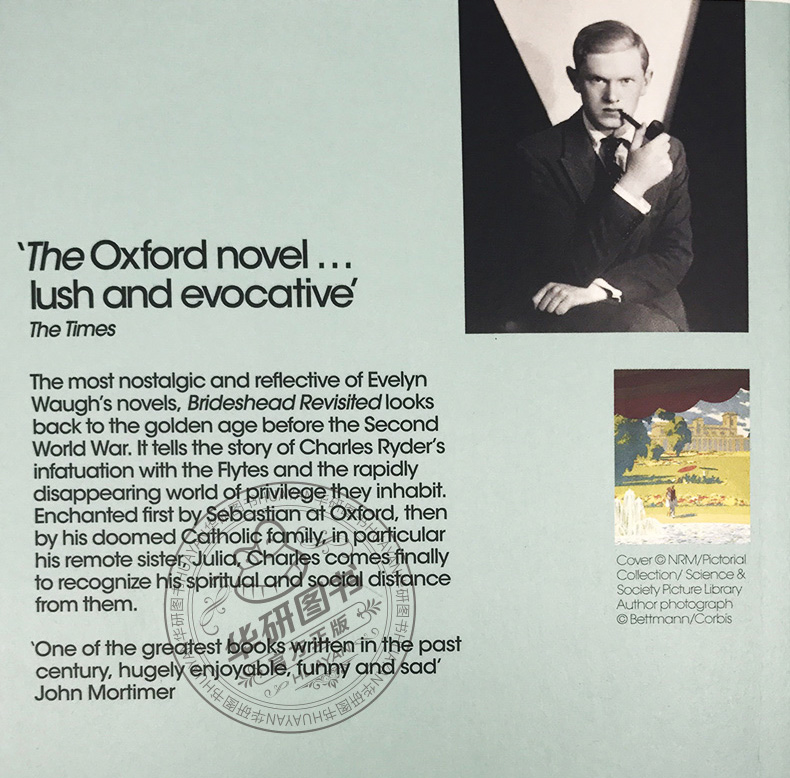 ‘The Oxford novel ...
lush and evocative’
The Times
The most nostalgic and reflective of Evelyn
Waugh’s novels, Brideshead Revisited looks
back to the golden age before the Second
World War. It tells the story of Charles Ryder’s
infatuation with the Flytes and the rapidly
disappearing world of privilege they inhabit.
Enchanted first by Sebastian at Oxford, then
by his doomed Catholic family, in particular
his remote sister, Julia, Charles comes finally
to recognize his spiritual and social distance
from them.
‘One of the greatest books written in the past
century, hugely enjoyable, funny and sad’
John Mortimer
Cover © NRM/Pictorial
Collection/ Science &
Society Picture Library
Author photograph
© Bettmann/Corbis
华研图书
HUAYAN